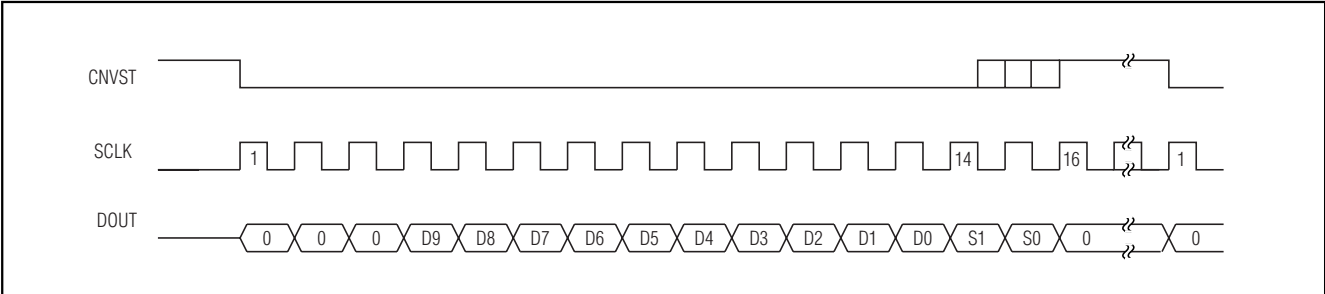 CNVST
SCLK 1 14 16 1
DOUT 0 0 0 D9 D8 D7 D6 D5 D4 D3 D2 D1 D0 S1 S0 0 0